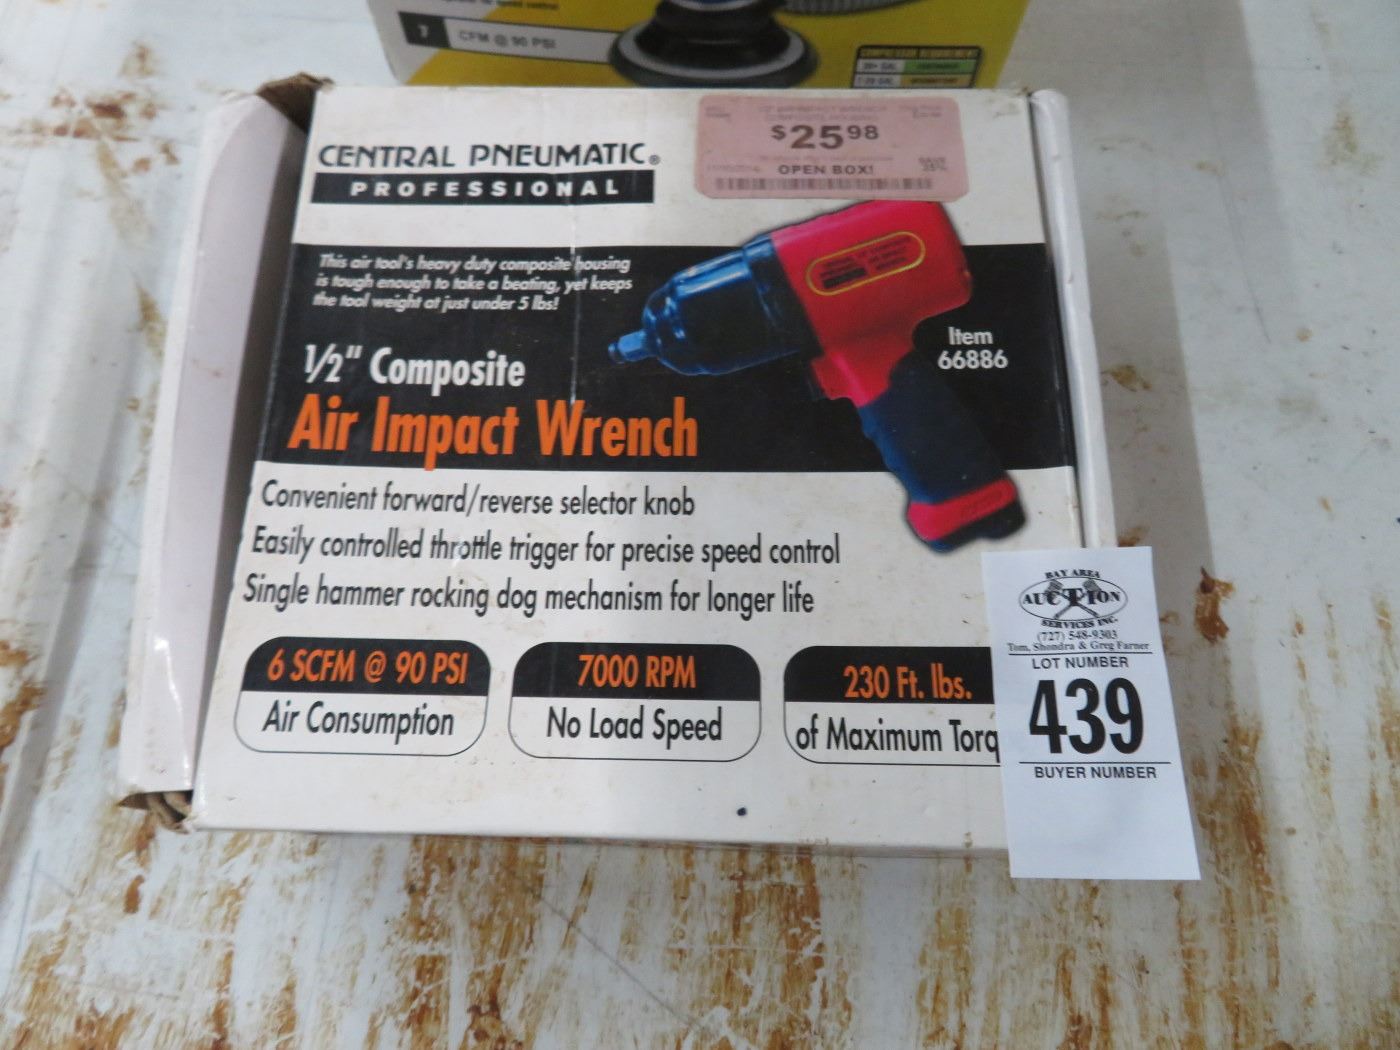 7 CFM @ 90 PSI
COMPRESSOR REQUIREMENT
CENTRAL PNEUMATIC®
PROFESSIONAL
$25.98
OPEN BOX!
This air tool's heavy duty composite housing
is tough enough to take a beating, yet keeps
the tool weight at just under 5 lbs!
Item
66886
1/2" Composite
Air Impact Wrench
Convenient forward/reverse selector knob
Easily controlled throttle trigger for precise speed control
Single hammer rocking dog mechanism for longer life
6 SCFM @ 90 PSI
Air Consumption
7000 RPM
No Load Speed
230 Ft. lbs.
of Maximum Torq
BAY AREA
AUCTION
SERVICES INC.
(727) 548-9303
Tom, Shondra & Greg Farner
LOT NUMBER
439
BUYER NUMBER